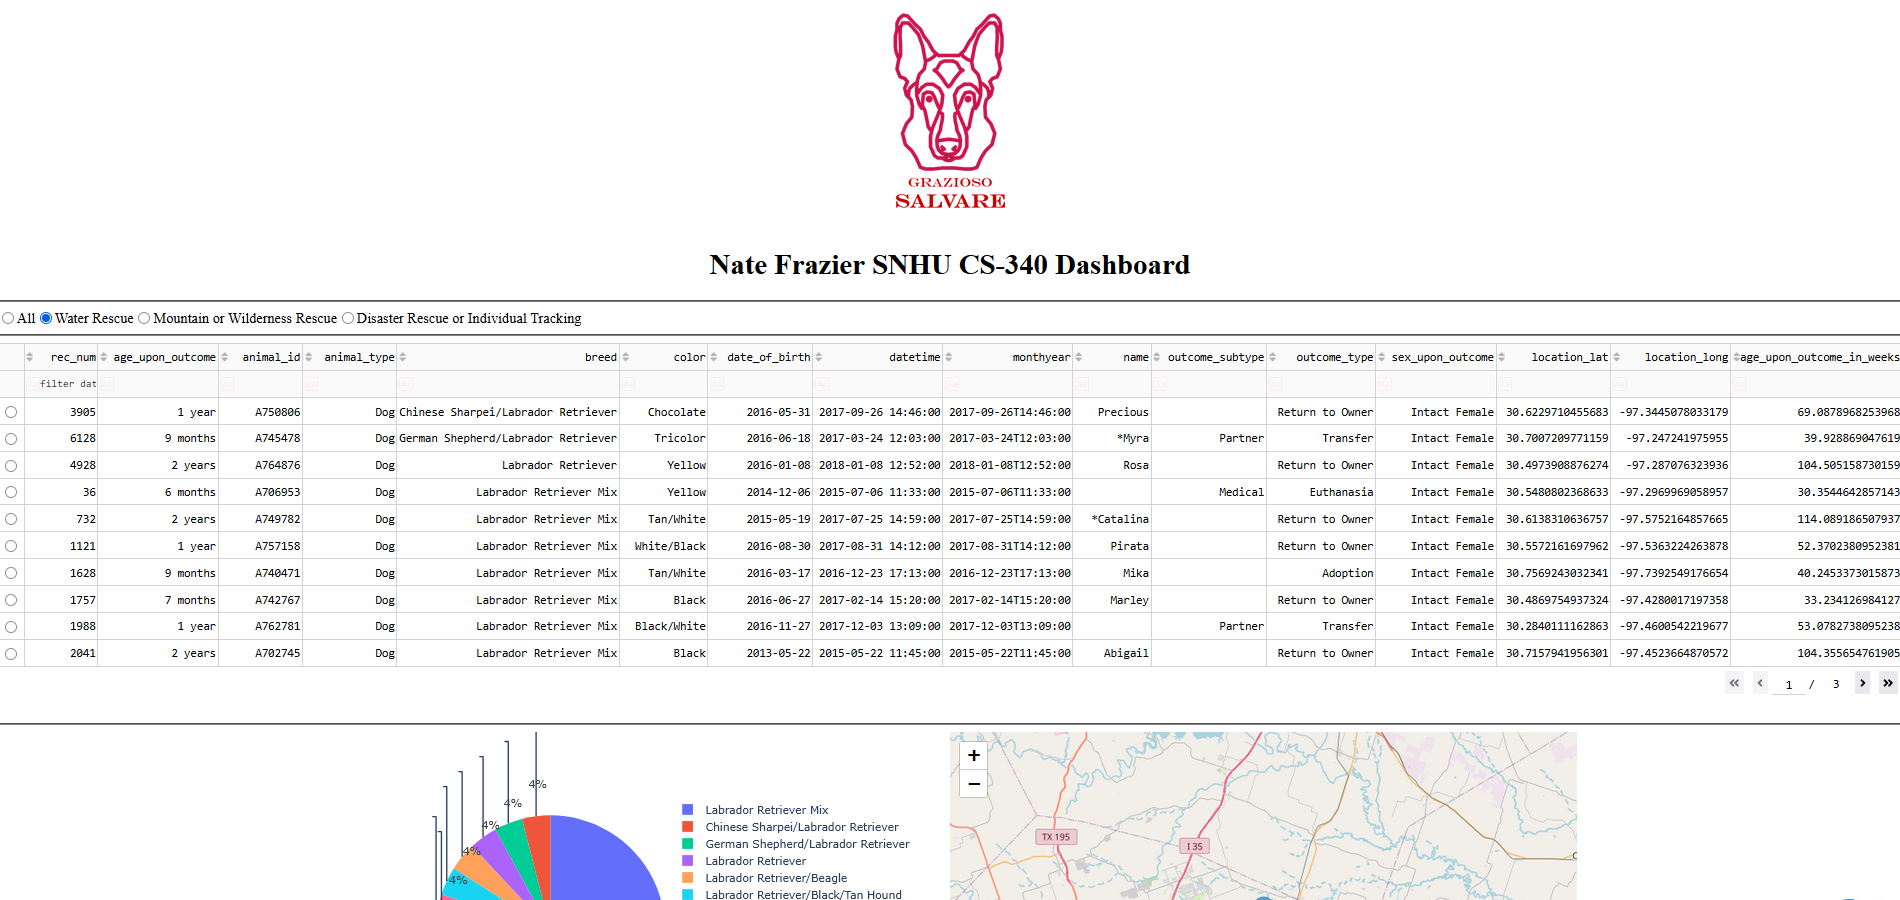 GRAZIOSO
SALVARE
Nate Frazier SNHU CS-340 Dashboard
All Water Rescue Mountain or Wilderness Rescue Disaster Rescue or Individual Tracking
rec_num age_upon_outcome animal_id animal_type breed color date_of_birth datetime monthyear name outcome_subtype outcome_type sex_upon_outcome location_lat location_long age_upon_outcome_in_weeks
filter dat
3905 1 year A750806 Dog Chinese Sharpei/Labrador Retriever Chocolate 2016-05-31 2017-09-26 14:46:00 2017-09-26T14:46:00 Precious Return to Owner Intact Female 30.6229710455683 -97.3445078033179 69.0878968253968
6128 9 months A745478 Dog German Shepherd/Labrador Retriever Tricolor 2016-06-18 2017-03-24 12:03:00 2017-03-24T12:03:00 *Myra Partner Transfer Intact Female 30.7007209771159 -97.247241975955 39.928869047619
4928 2 years A764876 Dog Labrador Retriever Yellow 2016-01-08 2018-01-08 12:52:00 2018-01-08T12:52:00 Rosa Return to Owner Intact Female 30.4973908876274 -97.287076323936 104.505158730159
36 6 months A706953 Dog Labrador Retriever Mix Yellow 2014-12-06 2015-07-06 11:33:00 2015-07-06T11:33:00 Medical Euthanasia Intact Female 30.5480802368633 -97.2969969058957 30.3544642857143
732 2 years A749782 Dog Labrador Retriever Mix Tan/White 2015-05-19 2017-07-25 14:59:00 2017-07-25T14:59:00 *Catalina Return to Owner Intact Female 30.6138310636757 -97.5752164857665 114.089186507937
1121 1 year A757158 Dog Labrador Retriever Mix White/Black 2016-08-30 2017-08-31 14:12:00 2017-08-31T14:12:00 Pirata Return to Owner Intact Female 30.5572161697962 -97.5363224263878 52.3702380952381
1628 9 months A740471 Dog Labrador Retriever Mix Tan/White 2016-03-17 2016-12-23 17:13:00 2016-12-23T17:13:00 Mika Adoption Intact Female 30.7569243032341 -97.7392549176654 40.2453373015873
1757 7 months A742767 Dog Labrador Retriever Mix Black 2016-06-27 2017-02-14 15:20:00 2017-02-14T15:20:00 Marley Return to Owner Intact Female 30.4869754937324 -97.4280017197358 33.234126984127
1988 1 year A762781 Dog Labrador Retriever Mix Black/White 2016-11-27 2017-12-03 13:09:00 2017-12-03T13:09:00 Partner Transfer Intact Female 30.2840111162863 -97.4600542219677 53.0782738095238
2041 2 years A702745 Dog Labrador Retriever Mix Black 2013-05-22 2015-05-22 11:45:00 2015-05-22T11:45:00 Abigail Return to Owner Intact Female 30.7157941956301 -97.4523664870572 104.355654761905
« ‹ 1 / 3 › »
4%
4%
4%
4%
4%
Labrador Retriever Mix
Chinese Sharpei/Labrador Retriever
German Shepherd/Labrador Retriever
Labrador Retriever
Labrador Retriever/Beagle
Labrador Retriever/Black/Tan Hound
+
−
TX 195
I 35